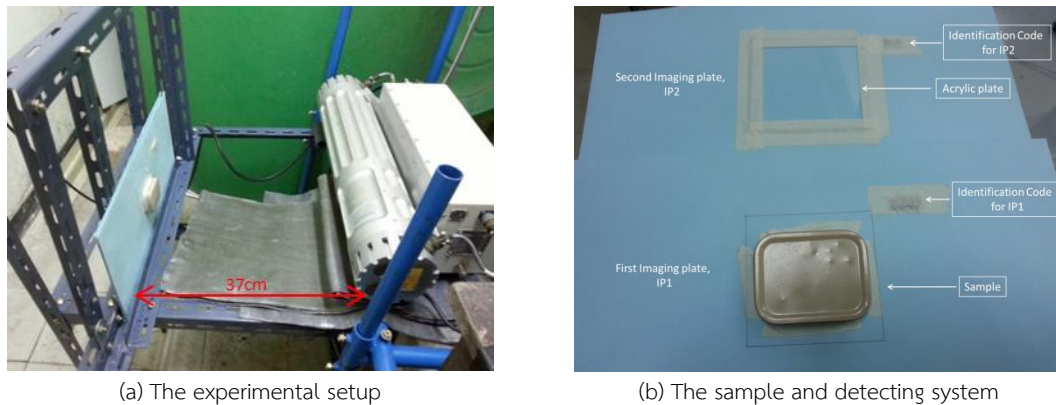 37cm
(a) The experimental setup
Second Imaging plate,
IP2
Identification Code
for IP2
Acrylic plate
Identification Code
for IP1
First Imaging plate,
IP1
Sample
(b) The sample and detecting system